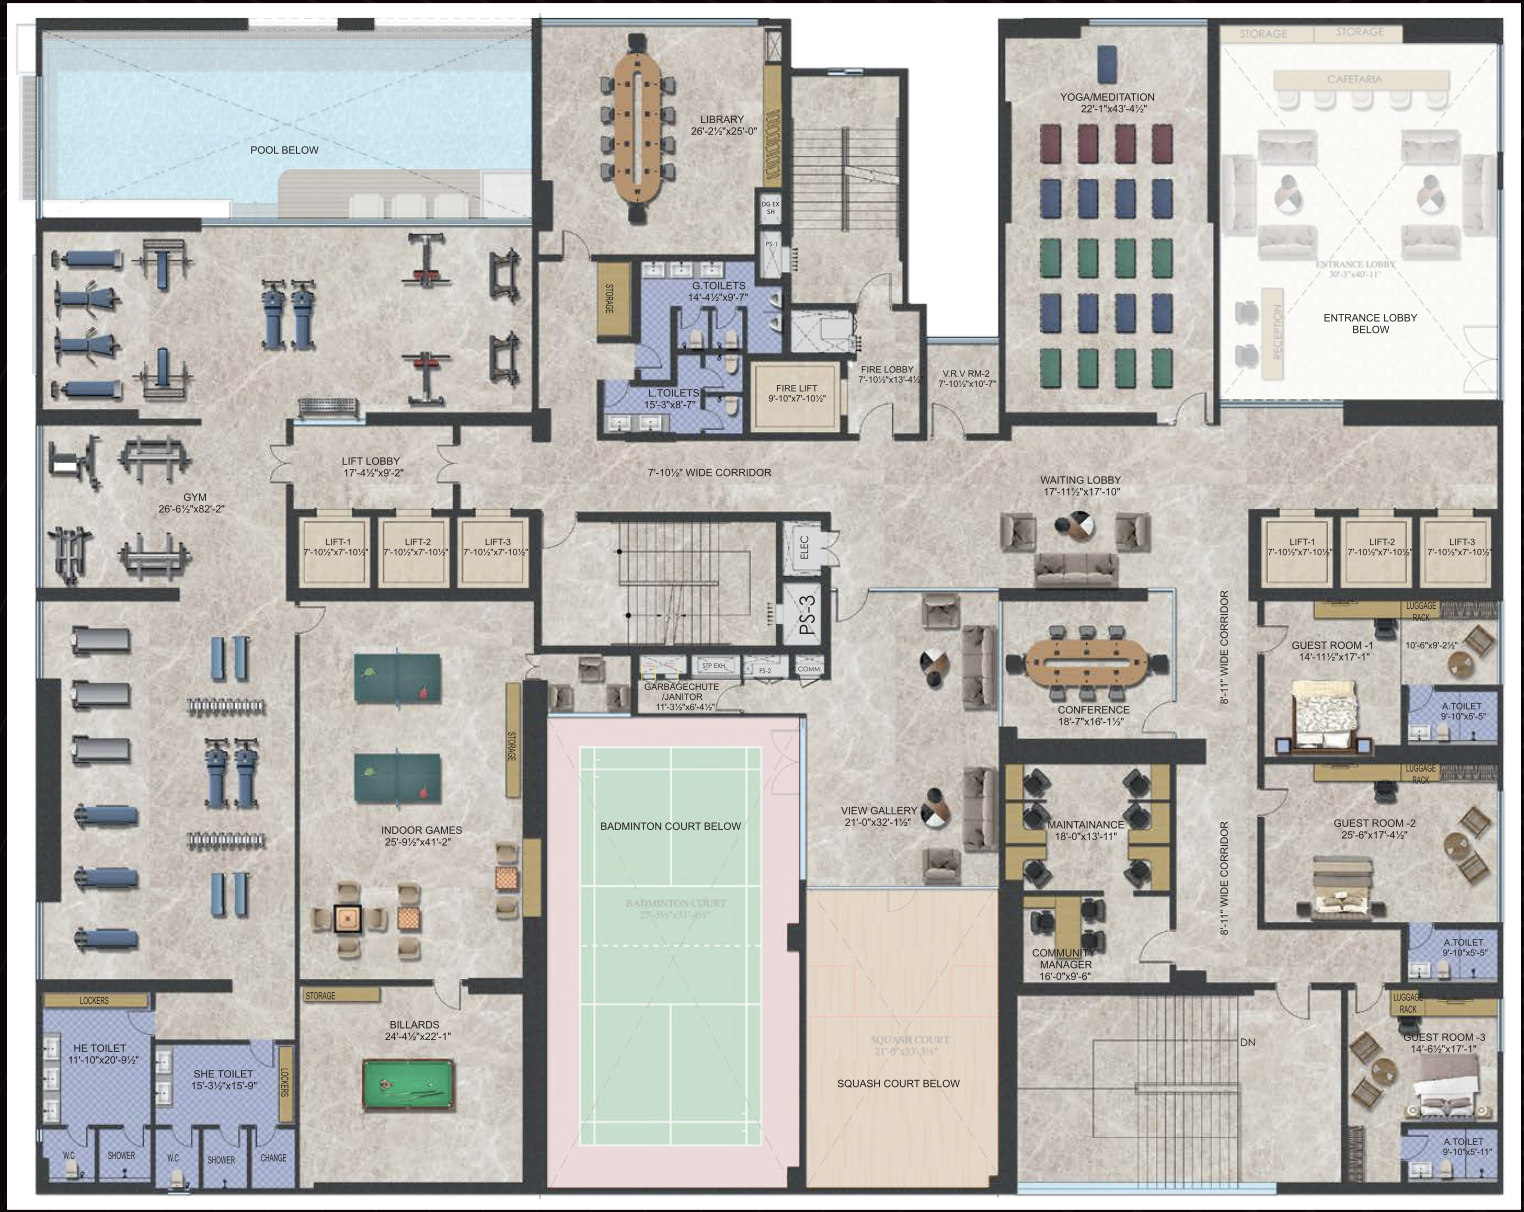 STORAGE
STORAGE
CAFETARIA
YOGA/MEDITATION
22'-1"x43'-4½"
LIBRARY
26'-2½"x25'-0"
POOL BELOW
DG EX
SH
PS-1
ENTRANCE LOBBY
30'-3"x40'-11"
ENTRANCE LOBBY
BELOW
RECEPTION
STORAGE
G.TOILETS
14'-4½"x9'-7"
L.TOILETS
15'-3"x8'-7"
FIRE LIFT
9'-10"x7'-10½"
FIRE LOBBY
7'-10½"x13'-4½"
V.R.V RM-2
7'-10½"x10'-7"
LIFT LOBBY
17'-4½"x9'-2"
7'-10½" WIDE CORRIDOR
WAITING LOBBY
17'-11½"x17'-10"
GYM
26'-6½"x82'-2"
LIFT-1
7'-10½"x7'-10½"
LIFT-2
7'-10½"x7'-10½"
LIFT-3
7'-10½"x7'-10½"
ELEC
PS-3
LIFT-1
7'-10½"x7'-10½"
LIFT-2
7'-10½"x7'-10½"
LIFT-3
7'-10½"x7'-10½"
8'-11" WIDE CORRIDOR
LUGGAGE
RACK
GUEST ROOM -1
14'-11½"x17'-1"
10'-6"x9'-2½"
A.TOILET
9'-10"x5'-5"
STP EXH.
FS-2
COMM.
GARBAGECHUTE
/JANITOR
11'-3½"x6'-4½"
CONFERENCE
18'-7"x16'-1½"
STORAGE
LUGGAGE
RACK
INDOOR GAMES
25'-9½"x41'-2"
BADMINTON COURT BELOW
VIEW GALLERY
21'-0"x32'-1½"
MAINTAINANCE
18'-0"x13'-11"
8'-11" WIDE CORRIDOR
GUEST ROOM -2
25'-6"x17'-4½"
BADMINTON COURT
27'-5½"x51'-4½"
A.TOILET
9'-10"x5'-5"
COMMUNITY
MANAGER
16'-0"x9'-6"
LOCKERS
STORAGE
LUGGAGE
RACK
BILLARDS
24'-4½"x22'-1"
HE TOILET
11'-10"x20'-9½"
SHE TOILET
15'-3½"x15'-9"
LOCKERS
SQUASH COURT
21'-0"x33'-3½"
SQUASH COURT BELOW
DN
GUEST ROOM -3
14'-6½"x17'-1"
W.C
SHOWER
W.C
SHOWER
CHANGE
A.TOILET
9'-10"x5'-11"